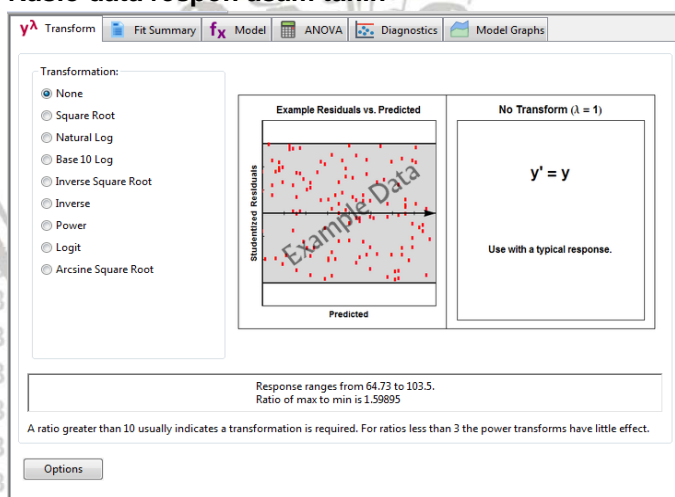 yλ Transform Fit Summary fx Model ANOVA Diagnostics Model Graphs
Transformation:
None
Square Root
Natural Log
Base 10 Log
Inverse Square Root
Inverse
Power
Logit
Arcsine Square Root
Example Residuals vs. Predicted
Studentized Residuals
Example Data
Predicted
No Transform (λ = 1)
y' = y
Use with a typical response.
Response ranges from 64.73 to 103.5.
Ratio of max to min is 1.59895
A ratio greater than 10 usually indicates a transformation is required. For ratios less than 3 the power transforms have little effect.
Options